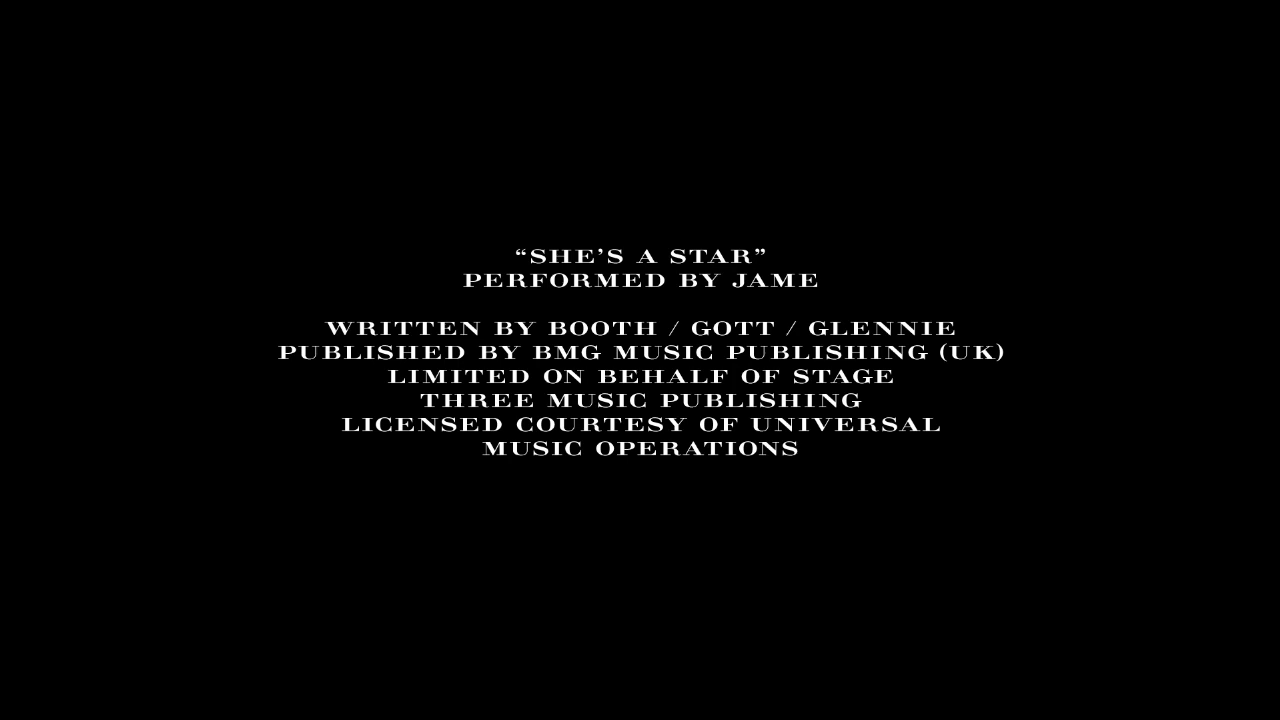 “SHE’S A STAR”
PERFORMED BY JAME
WRITTEN BY BOOTH / GOTT / GLENNIE
PUBLISHED BY BMG MUSIC PUBLISHING (UK)
LIMITED ON BEHALF OF STAGE
THREE MUSIC PUBLISHING
LICENSED COURTESY OF UNIVERSAL
MUSIC OPERATIONS